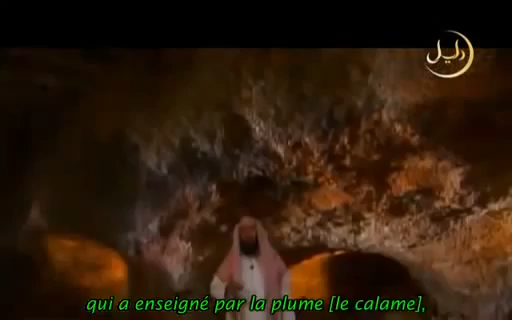 دليل
qui a enseigné par la plume [le calame],